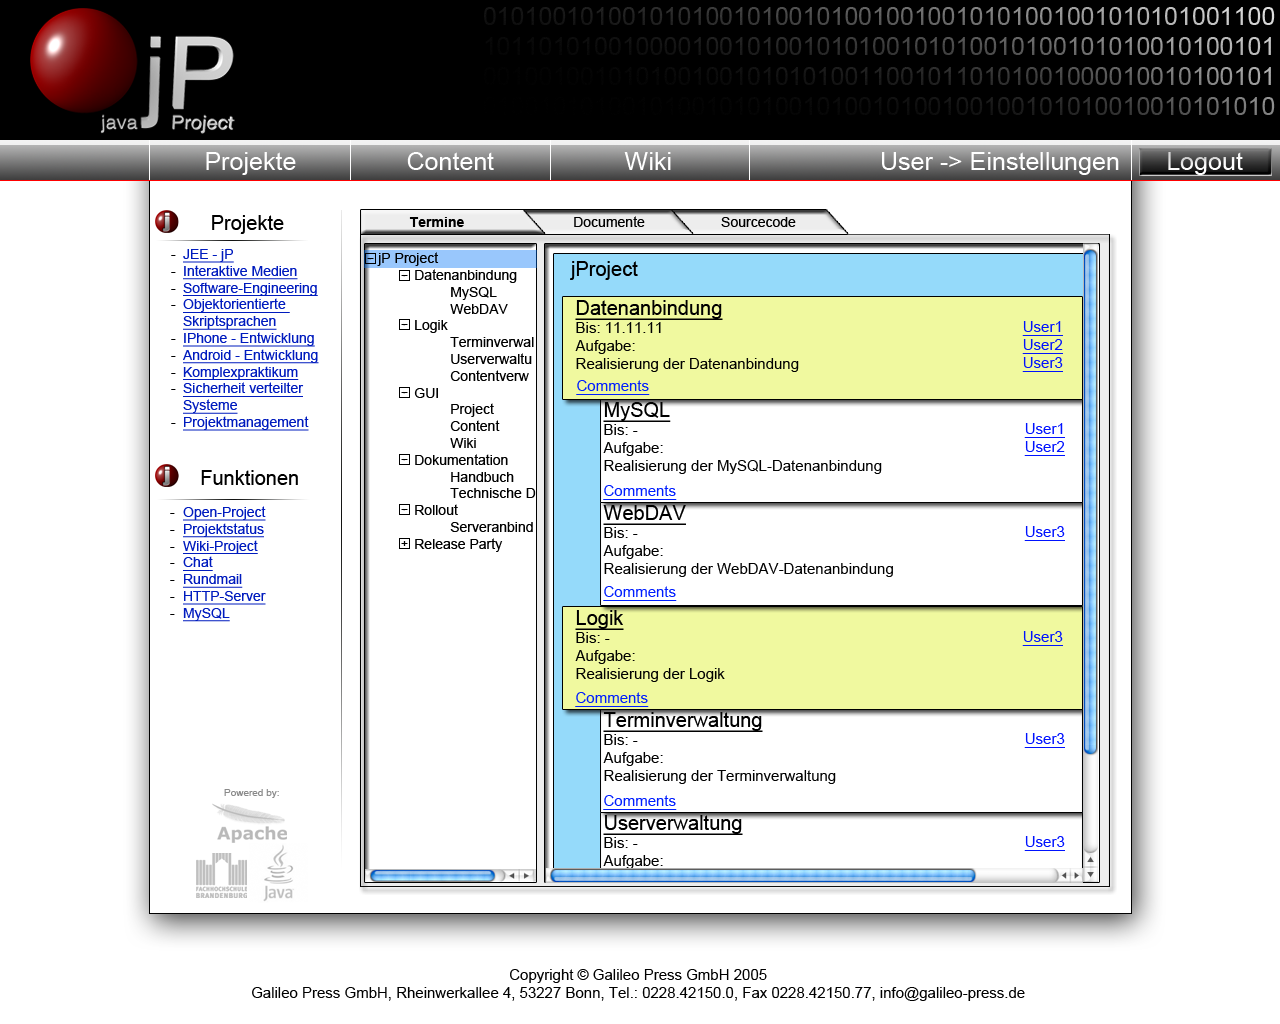 jP
java Project
Projekte
Content
Wiki
User -> Einstellungen
Logout
Projekte
- JEE - jP
- Interaktive Medien
- Software-Engineering
- Objektorientierte
Skriptsprachen
- IPhone - Entwicklung
- Android - Entwicklung
- Komplexpraktikum
- Sicherheit verteilter
Systeme
- Projektmanagement
Funktionen
- Open-Project
- Projektstatus
- Wiki-Project
- Chat
- Rundmail
- HTTP-Server
- MySQL
Powered by:
Apache
FACHHOCHSCHULE
BRANDENBURG
Java
Termine
Documente
Sourcecode
jP Project
Datenanbindung
MySQL
WebDAV
Logik
Terminverwal
Userverwaltu
Contentverw
GUI
Project
Content
Wiki
Dokumentation
Handbuch
Technische D
Rollout
Serveranbind
Release Party
jProject
Datenanbindung
Bis: 11.11.11
Aufgabe:
Realisierung der Datenanbindung
User1
User2
User3
Comments
MySQL
Bis: -
Aufgabe:
Realisierung der MySQL-Datenanbindung
User1
User2
Comments
WebDAV
Bis: -
Aufgabe:
Realisierung der WebDAV-Datenanbindung
User3
Comments
Logik
Bis: -
Aufgabe:
Realisierung der Logik
User3
Comments
Terminverwaltung
Bis: -
Aufgabe:
Realisierung der Terminverwaltung
User3
Comments
Userverwaltung
Bis: -
Aufgabe:
User3
Copyright © Galileo Press GmbH 2005
Galileo Press GmbH, Rheinwerkallee 4, 53227 Bonn, Tel.: 0228.42150.0, Fax 0228.42150.77, info@galileo-press.de